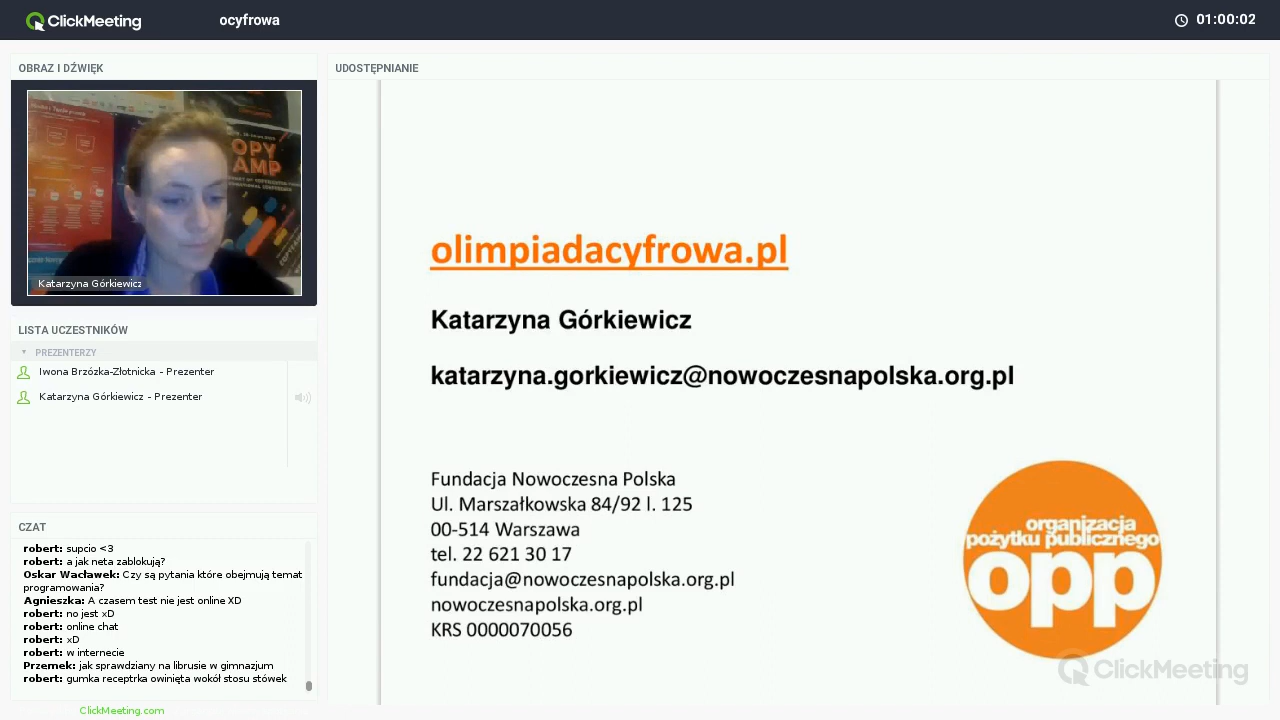 ClickMeeting
ocyfrowa
01:00:02
OBRAZ I DŹWIĘK
OPY
AMP
Katarzyna Górkiewicz
LISTA UCZESTNIKÓW
PREZENTERZY
Iwona Brzózka-Złotnicka - Prezenter
Katarzyna Górkiewicz - Prezenter
CZAT
robert: supcio <3
robert: a jak neta zablokują?
Oskar Wacławek: Czy są pytania które obejmują temat
programowania?
Agnieszka: A czasem test nie jest online XD
robert: no jest xD
robert: online chat
robert: xD
robert: w internecie
Przemek: jak sprawdziany na librusie w gimnazjum
robert: gumka receptrka owinięta wokół stosu stówek
ClickMeeting.com
UDOSTĘPNIANIE
olimpiadacyfrowa.pl
Katarzyna Górkiewicz
katarzyna.gorkiewicz@nowoczesnapolska.org.pl
Fundacja Nowoczesna Polska
Ul. Marszałkowska 84/92 l. 125
00-514 Warszawa
tel. 22 621 30 17
fundacja@nowoczesnapolska.org.pl
nowoczesnapolska.org.pl
KRS 0000070056
organizacja
pożytku publicznego
opp
ClickMeeting